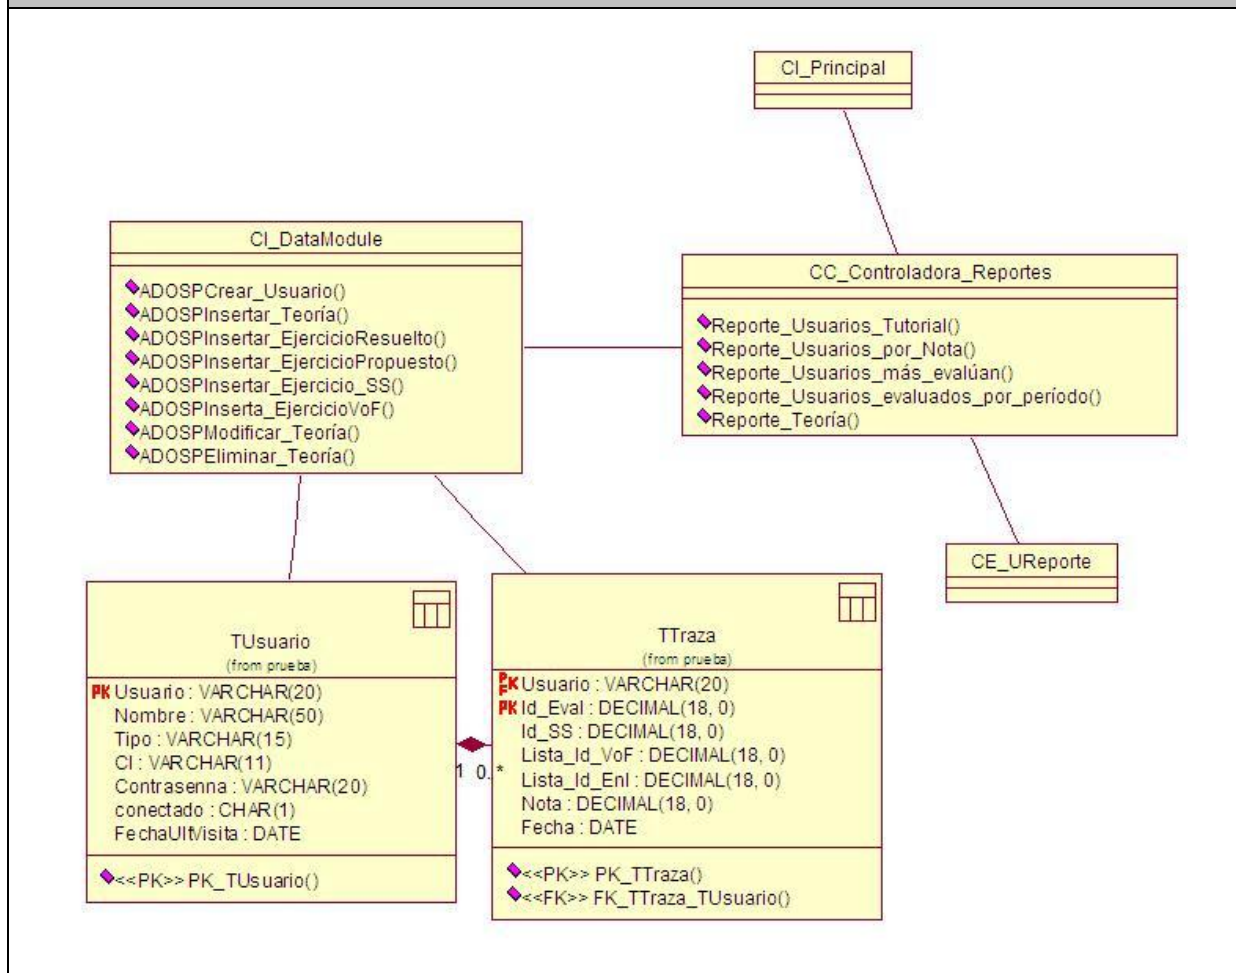 CI_Principal
CI_DataModule
ADOSPCrear_Usuario()
ADOSPInsertar_Teoría()
ADOSPInsertar_EjercicioResuelto()
ADOSPInsertar_EjercicioPropuesto()
ADOSPInsertar_Ejercicio_SS()
ADOSPInserta_EjercicioVoF()
ADOSPModificar_Teoría()
ADOSPEliminar_Teoría()
CC_Controladora_Reportes
Reporte_Usuarios_Tutorial()
Reporte_Usuarios_por_Nota()
Reporte_Usuarios_más_evalúan()
Reporte_Usuarios_evaluados_por_período()
Reporte_Teoría()
CE_UReporte
TUsuario
(from prueba)
PK Usuario : VARCHAR(20)
Nombre : VARCHAR(50)
Tipo : VARCHAR(15)
CI : VARCHAR(11)
Contrasenna : VARCHAR(20)
conectado : CHAR(1)
FechaUltVisita : DATE
<<PK>> PK_TUsuario()
1 0..*
TTraza
(from prueba)
PFK Usuario : VARCHAR(20)
PK Id_Eval : DECIMAL(18, 0)
Id_SS : DECIMAL(18, 0)
Lista_Id_VoF : DECIMAL(18, 0)
Lista_Id_Enl : DECIMAL(18, 0)
Nota : DECIMAL(18, 0)
Fecha : DATE
<<PK>> PK_TTraza()
<<FK>> FK_TTraza_TUsuario()